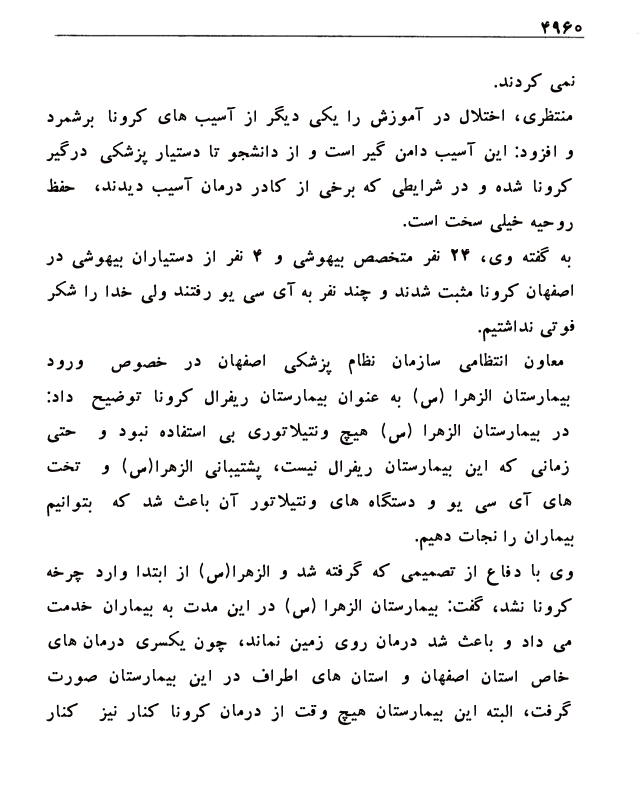 ۴۹۶۰
نمی کردند.
منتظری، اختلال در آموزش را یکی دیگر از آسیب های کرونا برشمرد
و افزود: این آسیب دامن گیر است و از دانشجو تا دستیار پزشکی درگیر
کرونا شده و در شرایطی که برخی از کادر درمان آسیب دیدند، حفظ
روحیه خیلی سخت است.
به گفته وی، ۲۴ نفر متخصص بیهوشی و ۴ نفر از دستیاران بیهوشی در
اصفهان کرونا مثبت شدند و چند نفر به آی سی یو رفتند ولی خدا را شکر
فوتی نداشتیم.
معاون انتظامی سازمان نظام پزشکی اصفهان در خصوص ورود
بیمارستان الزهرا (س) به عنوان بیمارستان ریفرال کرونا توضیح داد:
در بیمارستان الزهرا (س) هیچ ونتیلاتوری بی استفاده نبود و حتی
زمانی که این بیمارستان ریفرال نیست، پشتیبانی الزهرا(س) و تخت
های آی سی یو و دستگاه های ونتیلاتور آن باعث شد که بتوانیم
بیماران را نجات دهیم.
وی با دفاع از تصمیمی که گرفته شد و الزهرا(س) از ابتدا وارد چرخه
کرونا نشد، گفت: بیمارستان الزهرا (س) در این مدت به بیماران خدمت
می داد و باعث شد درمان روی زمین نماند، چون یکسری درمان های
خاص استان اصفهان و استان های اطراف در این بیمارستان صورت
گرفت، البته این بیمارستان هیچ وقت از درمان کرونا کنار نیز کنار